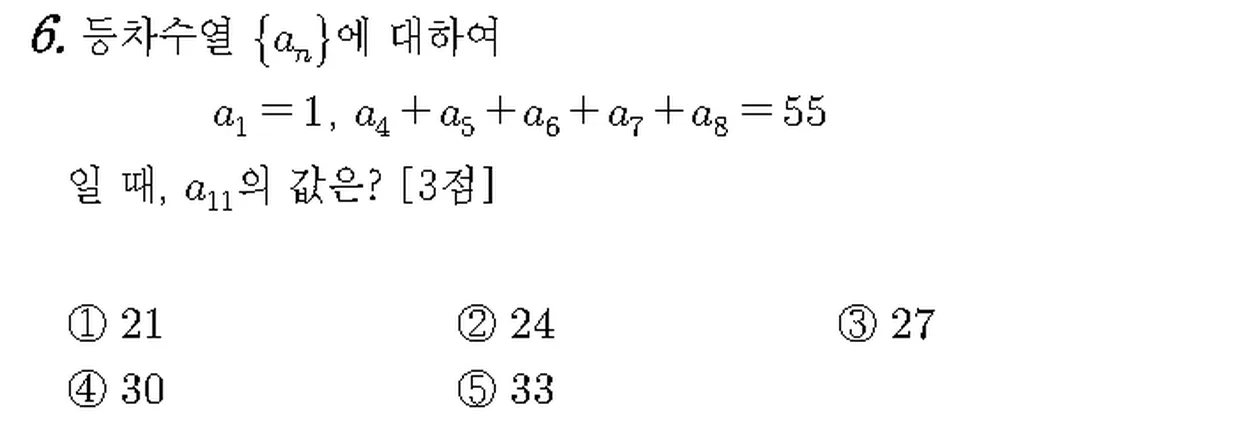 6. 등차수열 {aₙ}에 대하여
a₁ = 1, a₄ + a₅ + a₆ + a₇ + a₈ = 55
일 때, a₁₁의 값은? [3점]
① 21 ② 24 ③ 27
④ 30 ⑤ 33